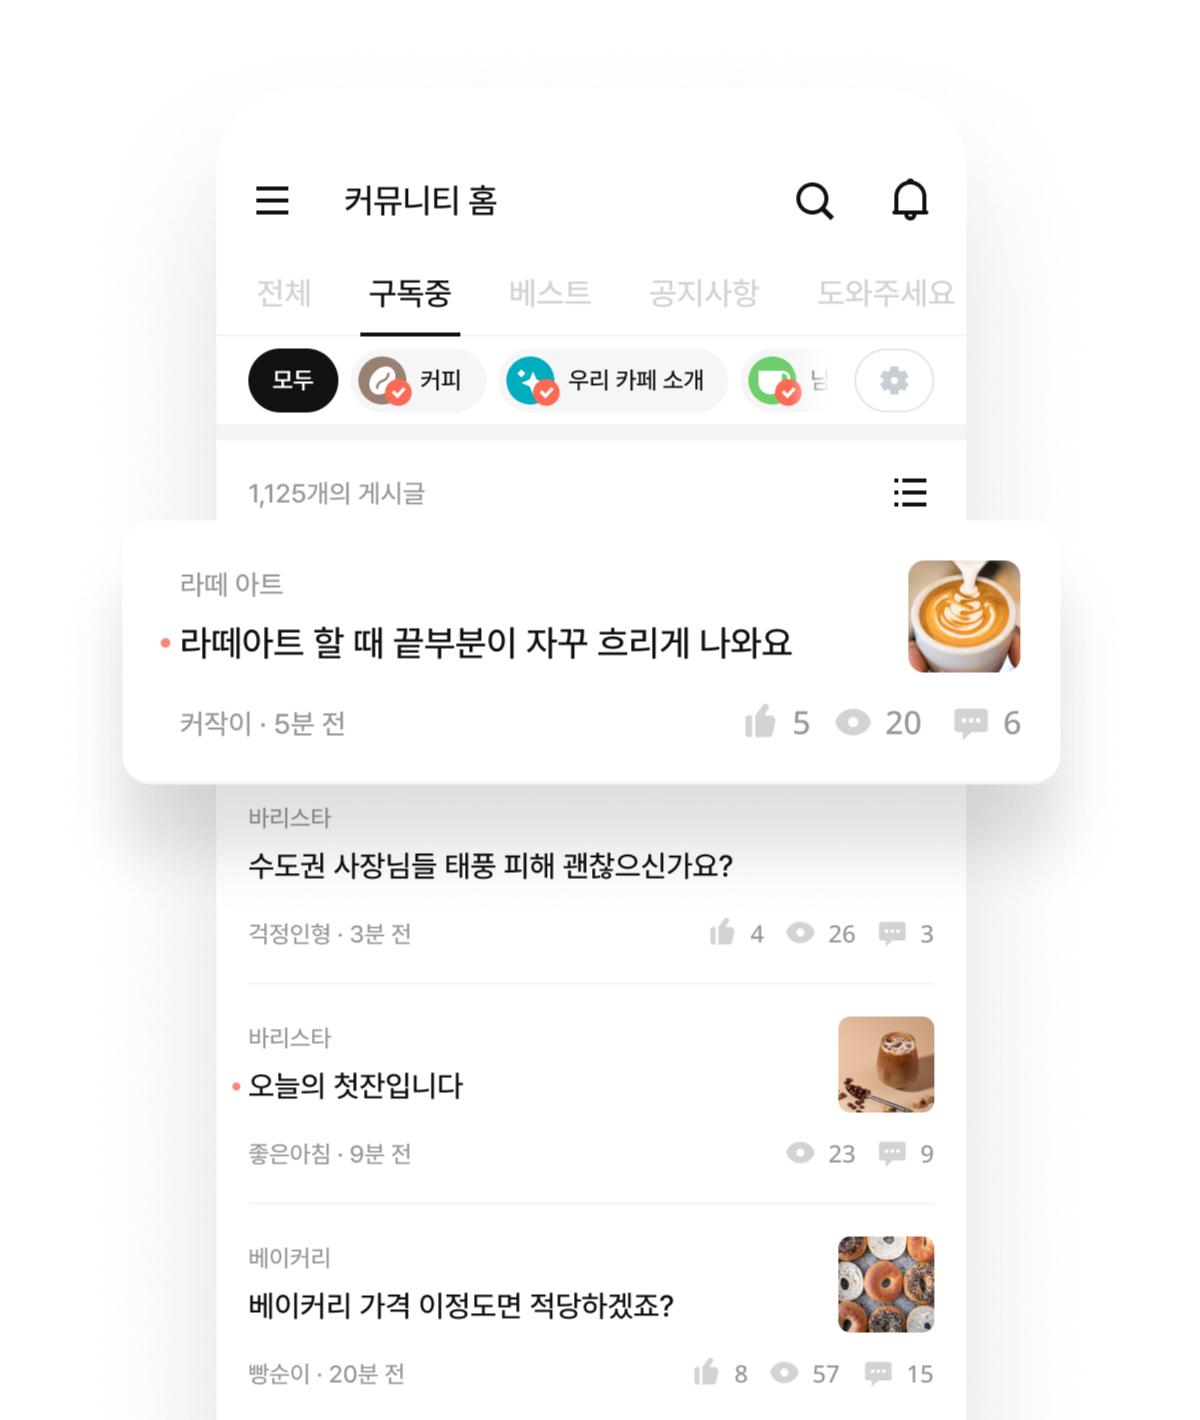 커뮤니티 홈
전체 구독중 베스트 공지사항 도와주세요
모두 커피 우리 카페 소개
1,125개의 게시글
라떼 아트
라떼아트 할 때 끝부분이 자꾸 흐리게 나와요
커작이 · 5분 전 5 20 6
바리스타
수도권 사장님들 태풍 피해 괜찮으신가요?
걱정인형 · 3분 전 4 26 3
바리스타
오늘의 첫잔입니다
좋은아침 · 9분 전 23 9
베이커리
베이커리 가격 이정도면 적당하겠죠?
빵순이 · 20분 전 8 57 15